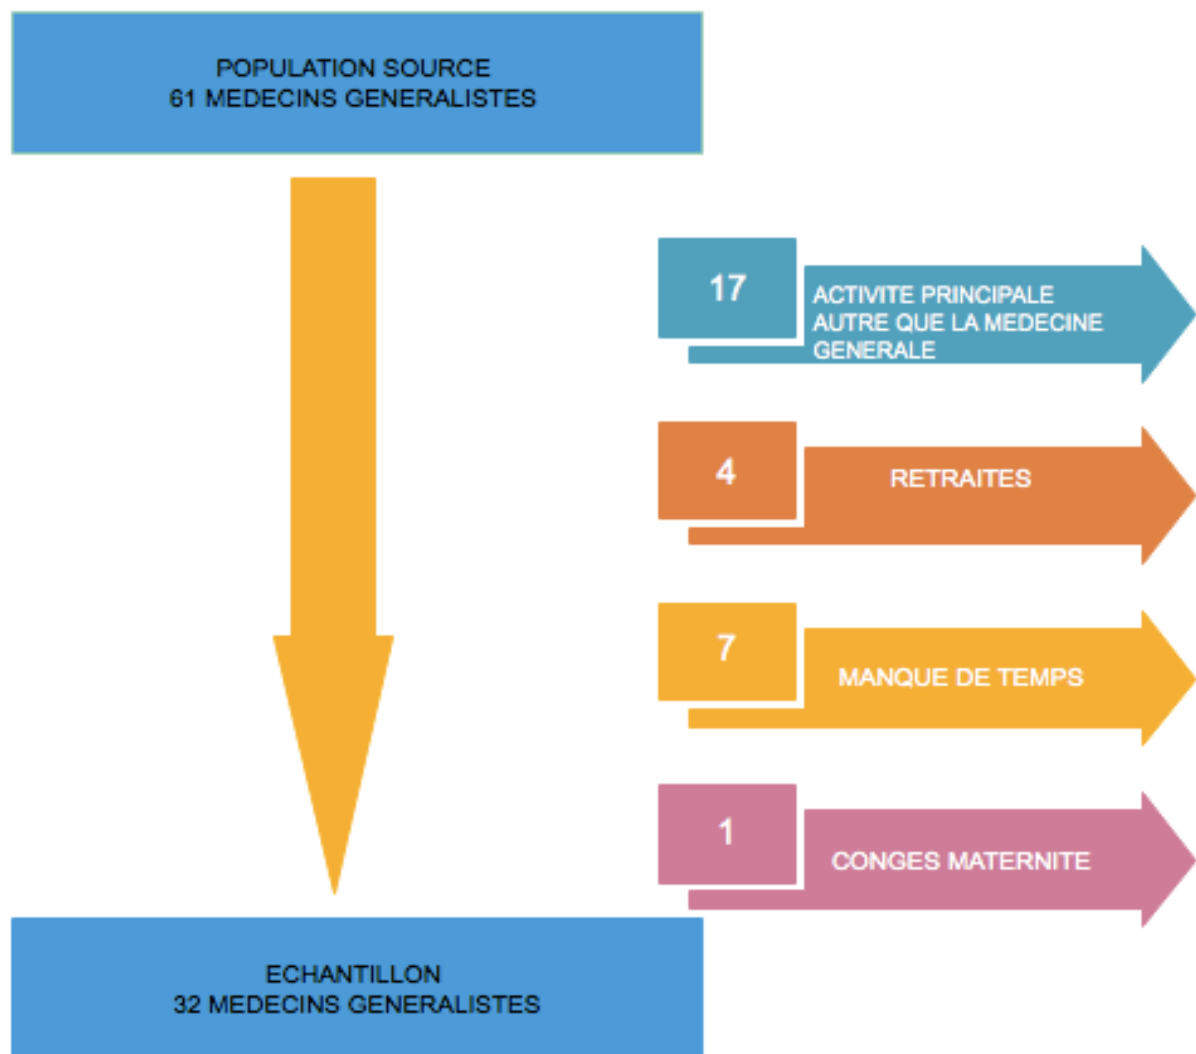 POPULATION SOURCE
61 MEDECINS GENERALISTES
17
ACTIVITE PRINCIPALE
AUTRE QUE LA MEDECINE
GENERALE
4
RETRAITES
7
MANQUE DE TEMPS
1
CONGES MATERNITE
ECHANTILLON
32 MEDECINS GENERALISTES